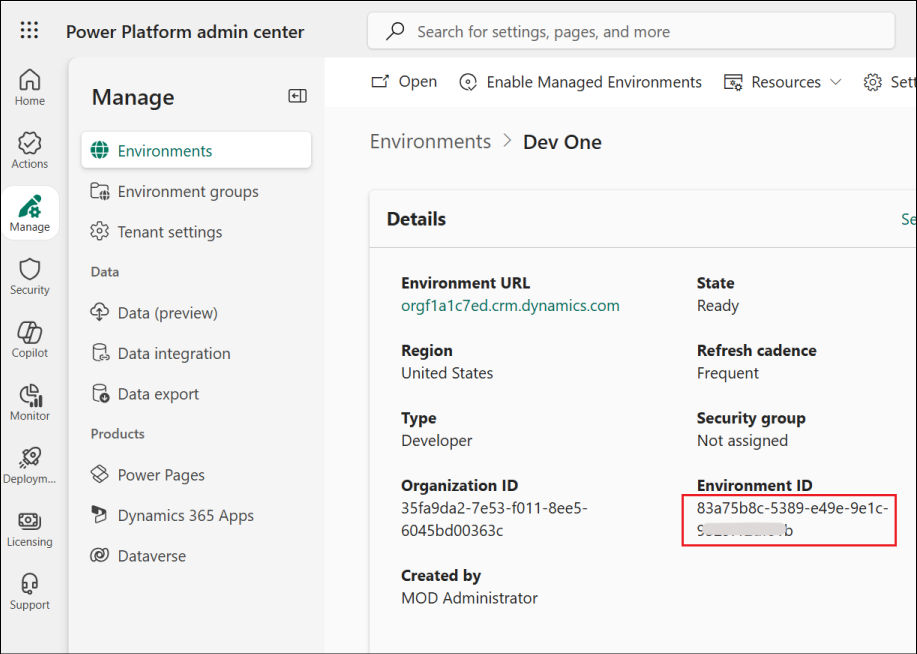 Power Platform admin center
Search for settings, pages, and more
Home
Actions
Manage
Security
Copilot
Monitor
Deploym...
Licensing
Support
Manage
Environments
Environment groups
Tenant settings
Data
Data (preview)
Data integration
Data export
Products
Power Pages
Dynamics 365 Apps
Dataverse
Open
Enable Managed Environments
Resources
Sett
Environments > Dev One
Details
Se
Environment URL
orgf1a1c7ed.crm.dynamics.com
State
Ready
Region
United States
Refresh cadence
Frequent
Type
Developer
Security group
Not assigned
Organization ID
35fa9da2-7e53-f011-8ee5-
6045bd00363c
Environment ID
83a75b8c-5389-e49e-9e1c-
Created by
MOD Administrator